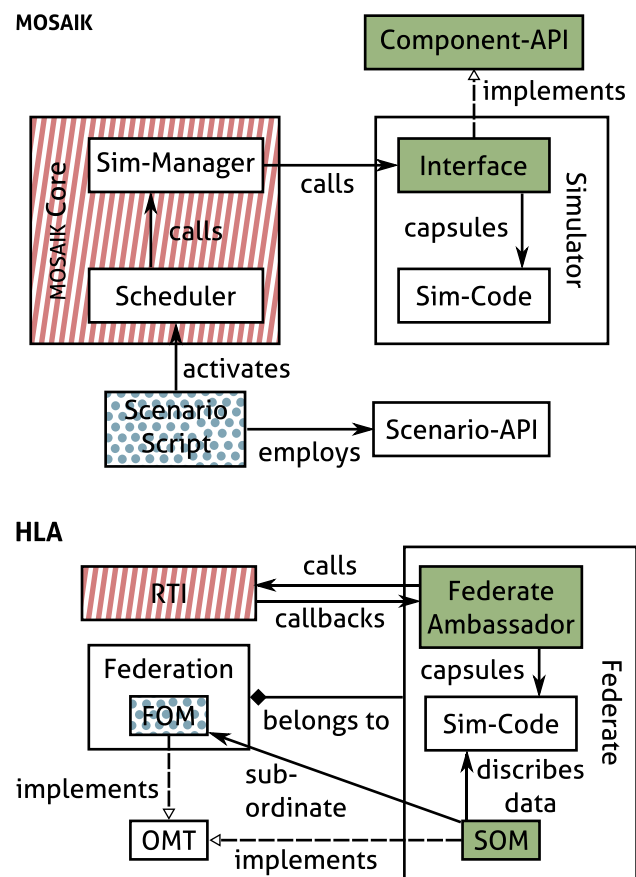 MOSAIK
Component-API
implements
MOSAIK Core
Sim-Manager
calls
Interface
Simulator
calls
capsules
Scheduler
Sim-Code
activates
Scenario
Script
employs
Scenario-API
HLA
RTI
calls
callbacks
Federate
Ambassador
Federate
Federation
FOM
capsules
belongs to
Sim-Code
implements
sub-
ordinate
discribes
data
OMT
implements
SOM